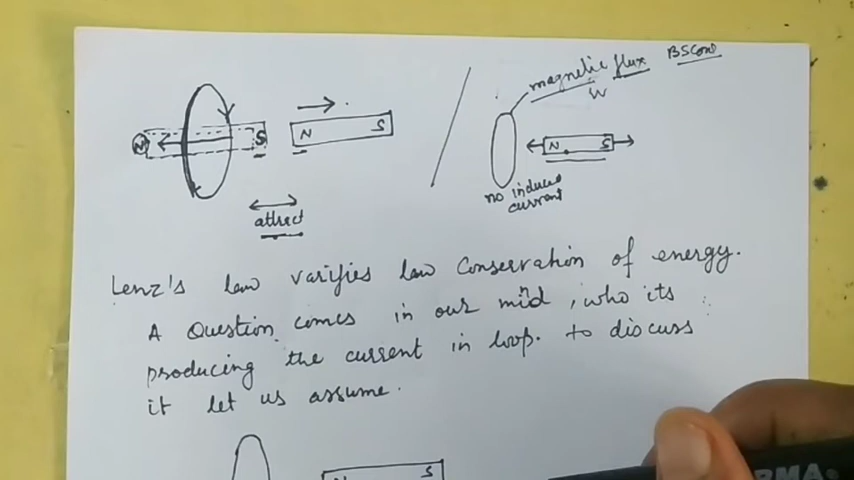 magnetic flux
BSCOSθ
N
S
N
S
N
S
no induced
current
attract
Lenz's law varifies law conservation of energy.
A Question comes in our mind, who its
producing the current in loop. to discuss
it let us assume.
S